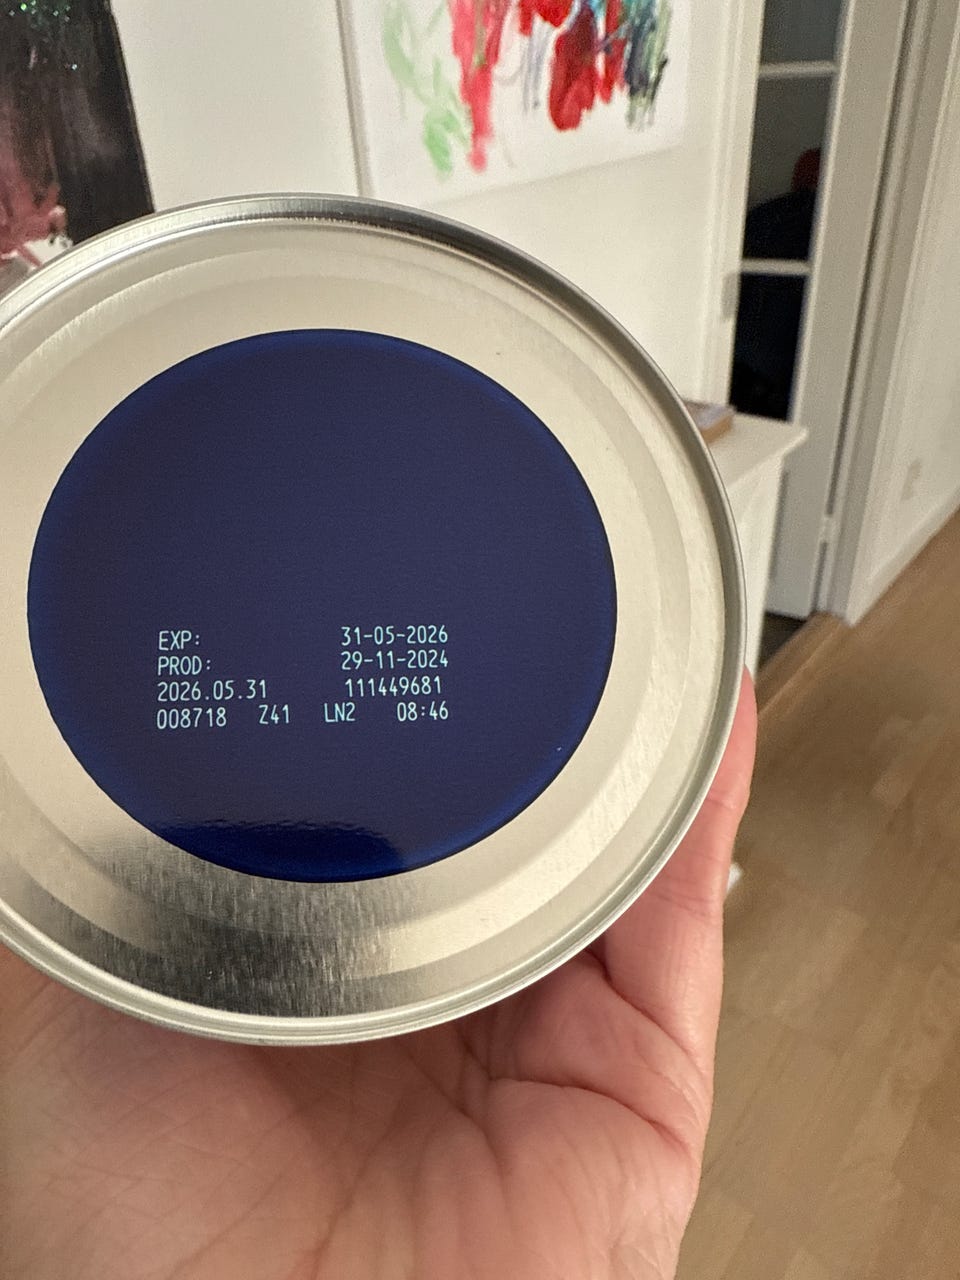 EXP: 31-05-2026
PROD: 29-11-2024
2026.05.31 111449681
008718 Z41 LN2 08:46